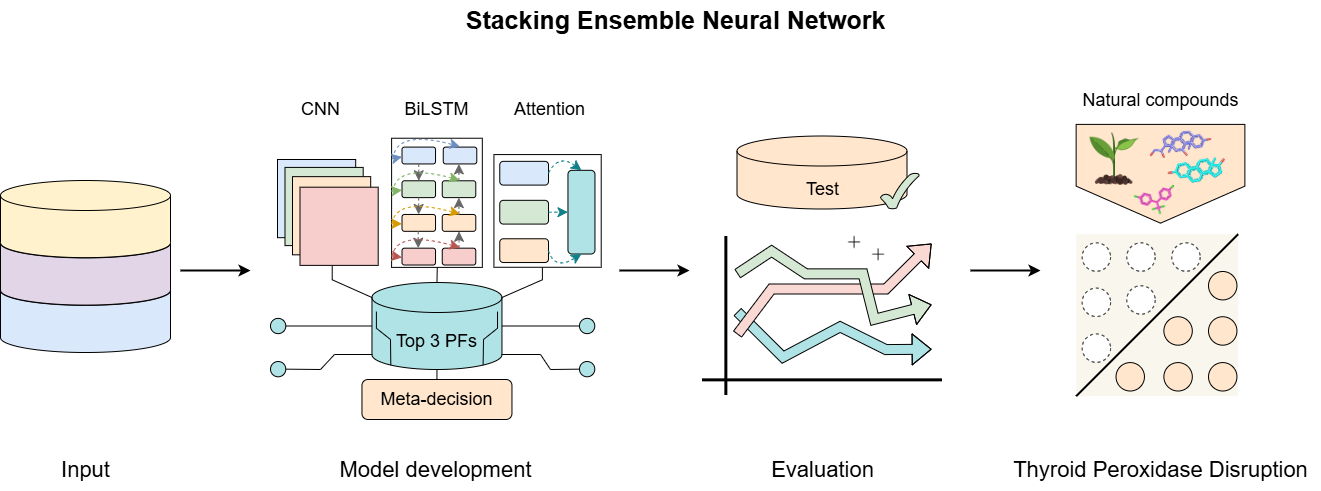 Stacking Ensemble Neural Network
CNN
BiLSTM
Attention
Natural compounds
Test
Top 3 PFs
Meta-decision
Input
Model development
Evaluation
Thyroid Peroxidase Disruption